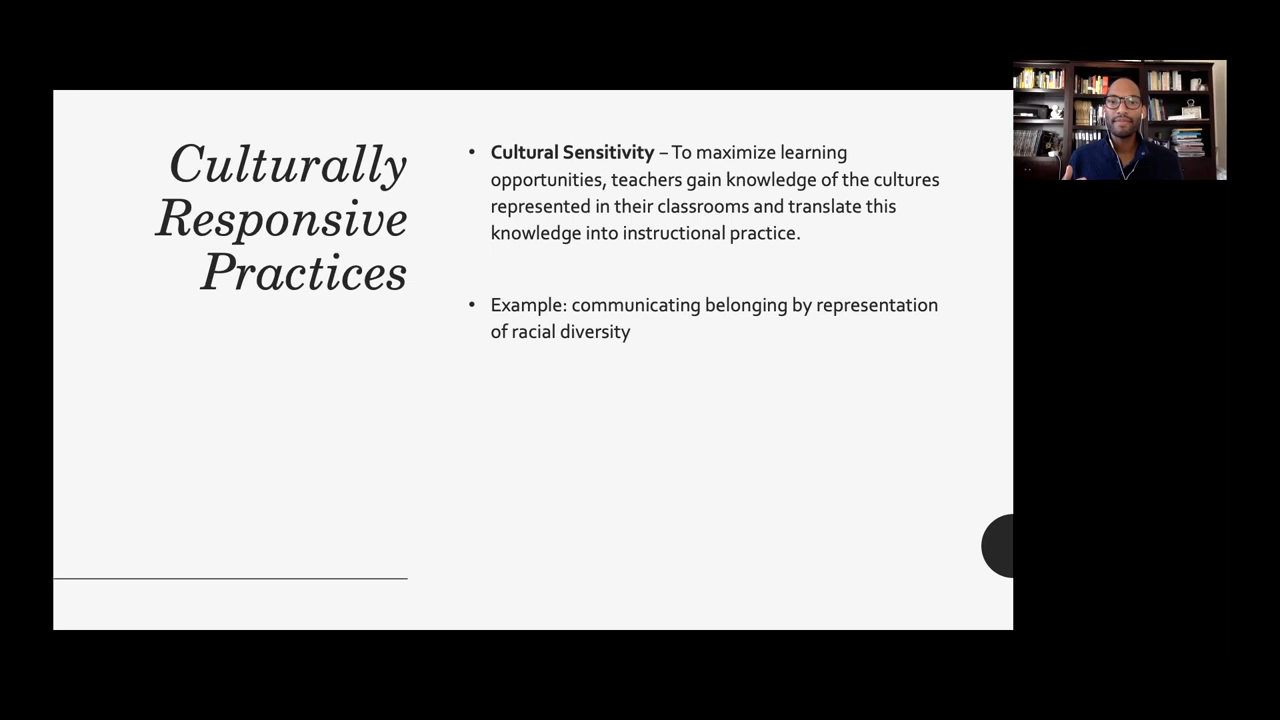 Culturally
Responsive
Practices
• Cultural Sensitivity – To maximize learning
opportunities, teachers gain knowledge of the cultures
represented in their classrooms and translate this
knowledge into instructional practice.
• Example: communicating belonging by representation
of racial diversity